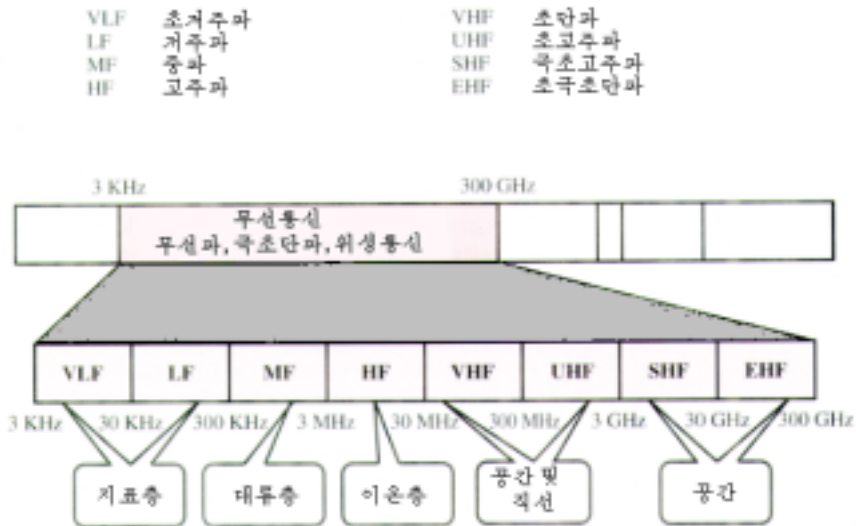 VLF 초저주파
LF 저주파
MF 중파
HF 고주파
VHF 초단파
UHF 초고주파
SHF 극초고주파
EHF 초극초단파
3 KHz 300 GHz
무선통신
무선파,극초단파,위성통신
VLF LF MF HF VHF UHF SHF EHF
3 KHz 30 KHz 300 KHz 3 MHz 30 MHz 300 MHz 3 GHz 30 GHz 300 GHz
지표층
대류층
이온층
공간 및
직선
공간